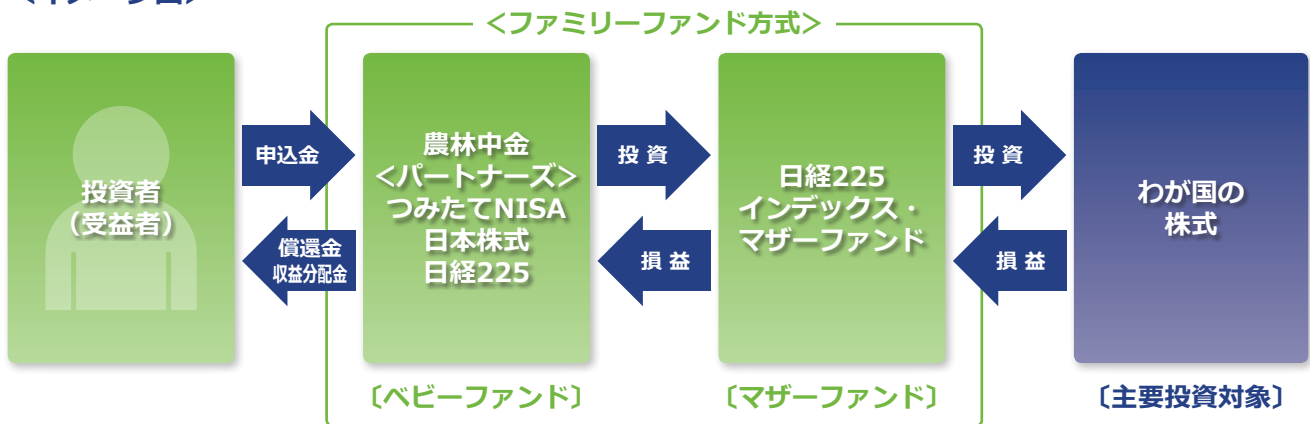 ＜ファミリーファンド方式＞
投資者
（受益者）
申込金
償還金
収益分配金
農林中金
＜パートナーズ＞
つみたてNISA
日本株式
日経225
投 資
損 益
日経225
インデックス・
マザーファンド
投 資
損 益
わが国の
株式
〔ベビーファンド〕
〔マザーファンド〕
〔主要投資対象〕